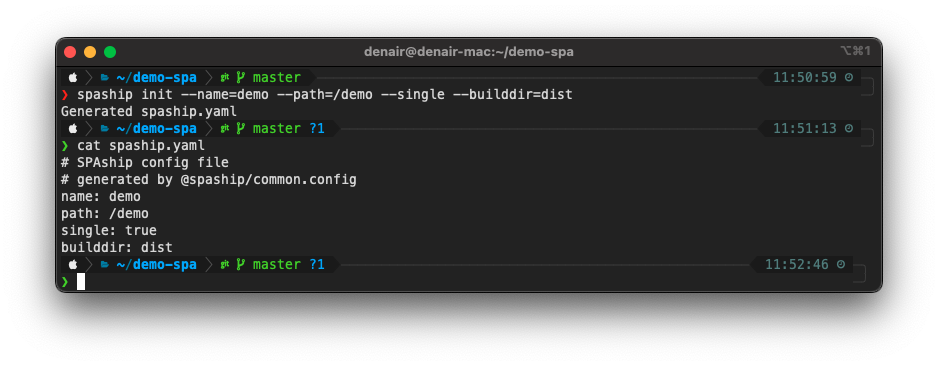 denair@denair-mac:~/demo-spa ⌥⌘1
~/demo-spa git master 11:50:59
❯ spaship init --name=demo --path=/demo --single --builddir=dist
Generated spaship.yaml
~/demo-spa git master ?1 11:51:13
❯ cat spaship.yaml
# SPAship config file
# generated by @spaship/common.config
name: demo
path: /demo
single: true
builddir: dist
~/demo-spa git master ?1 11:52:46
❯